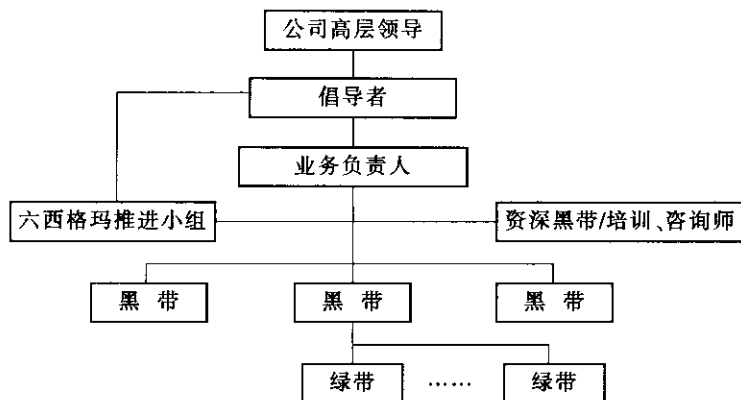 公司高层领导
倡导者
业务负责人
六西格玛推进小组
资深黑带/培训、咨询师
黑 带
黑 带
黑 带
绿带
……
绿带